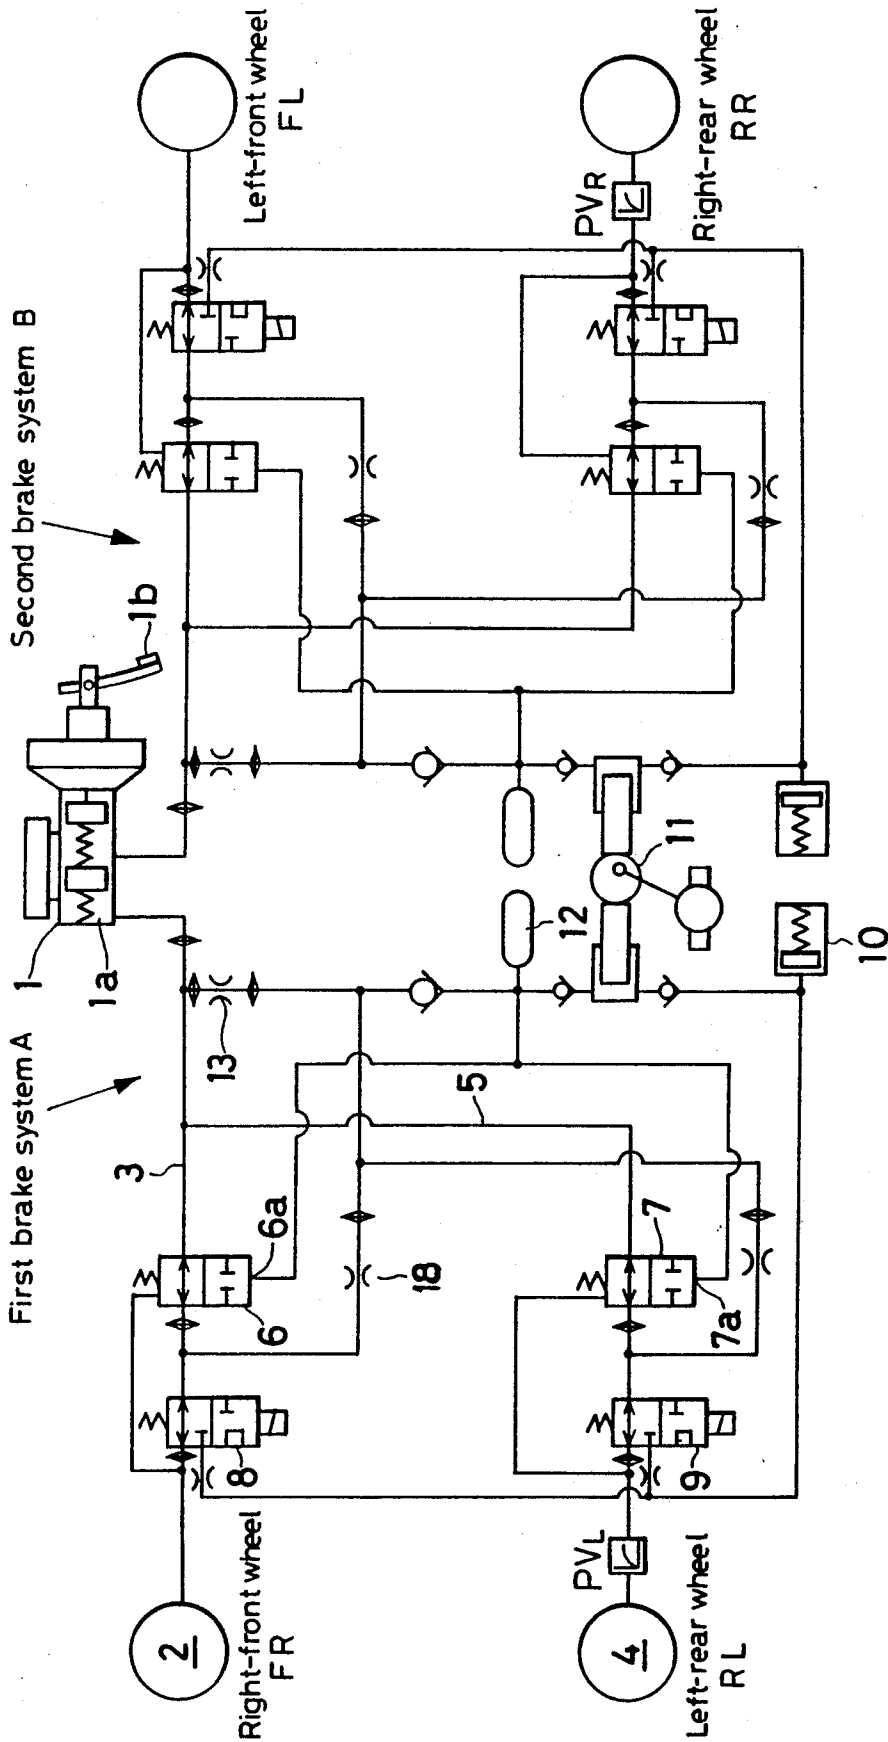 First brake system A
Second brake system B
1
1a
1b
3
13
5
6a
6
18
8
2
Right-front wheel
FR
Left-front wheel
FL
12
11
10
7
7a
9
PVL
4
Left-rear wheel
RL
PVR
Right-rear wheel
RR